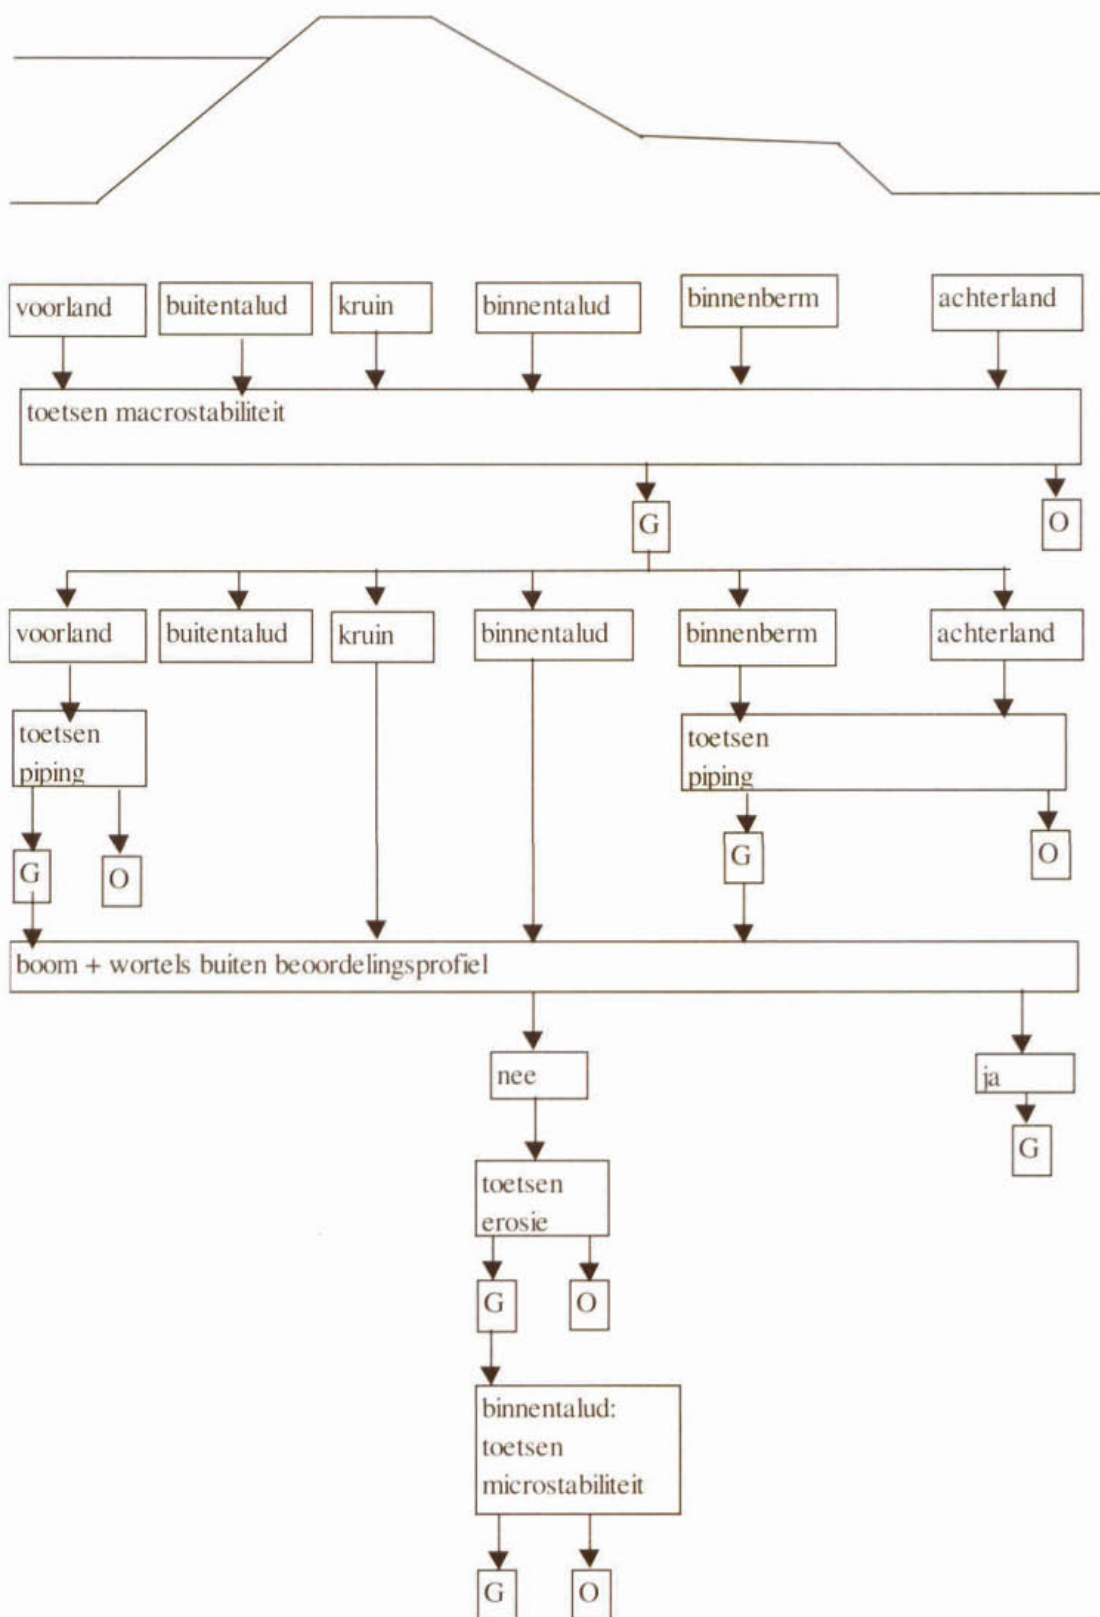 voorland
buitentalud
kruin
binnentalud
binnenberm
achterland
toetsen macrostabiliteit
G
O
voorland
buitentalud
kruin
binnentalud
binnenberm
achterland
toetsen
piping
toetsen
piping
G
O
G
O
boom + wortels buiten beoordelingsprofiel
nee
ja
G
toetsen
erosie
G
O
binnentalud:
toetsen
microstabiliteit
G
O